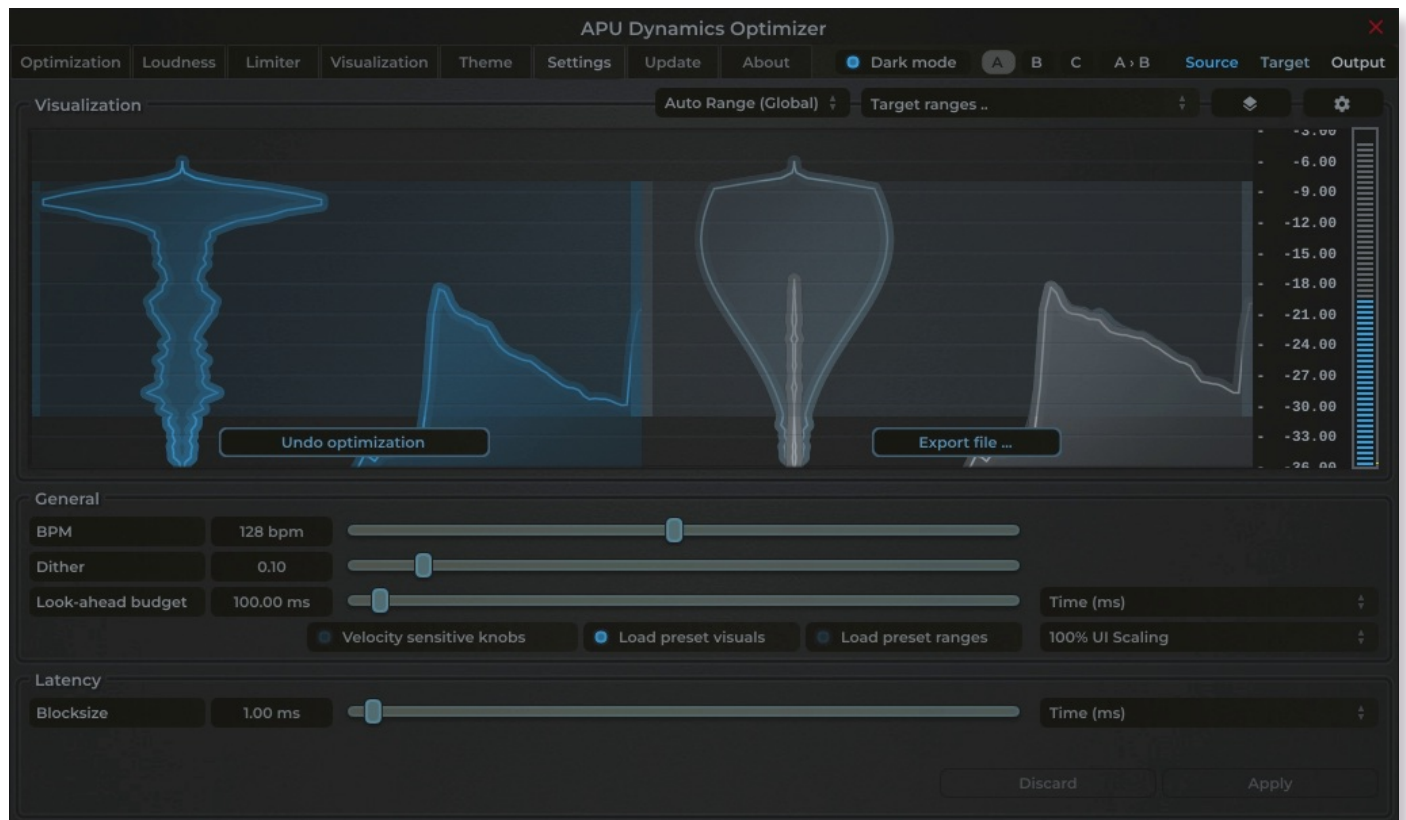 APU Dynamics Optimizer
Optimization Loudness Limiter Visualization Theme Settings Update About Dark mode A B C A › B Source Target Output
Visualization Auto Range (Global) Target ranges ..
- -3.00
- -6.00
- -9.00
- -12.00
- -15.00
- -18.00
- -21.00
- -24.00
- -27.00
- -30.00
- -33.00
- -36.00
Undo optimization Export file ...
General
BPM 128 bpm
Dither 0.10
Look-ahead budget 100.00 ms Time (ms)
Velocity sensitive knobs Load preset visuals Load preset ranges 100% UI Scaling
Latency
Blocksize 1.00 ms Time (ms)
Discard Apply